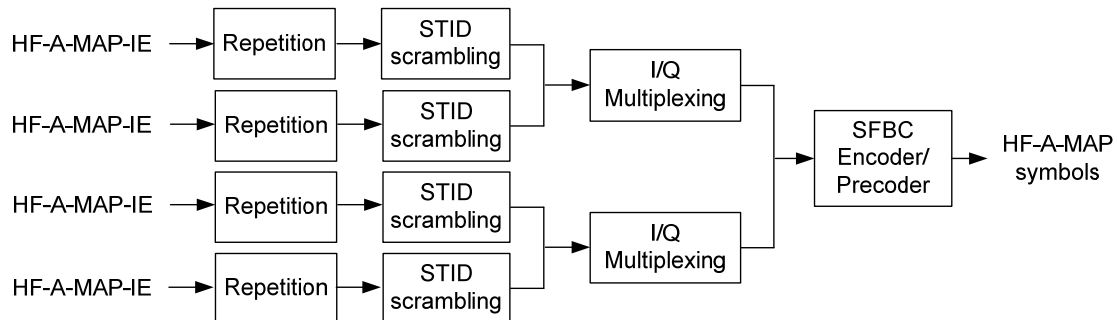 HF-A-MAP-IE
Repetition
STID
scrambling
HF-A-MAP-IE
Repetition
STID
scrambling
I/Q
Multiplexing
HF-A-MAP-IE
Repetition
STID
scrambling
HF-A-MAP-IE
Repetition
STID
scrambling
I/Q
Multiplexing
SFBC
Encoder/
Precoder
HF-A-MAP
symbols